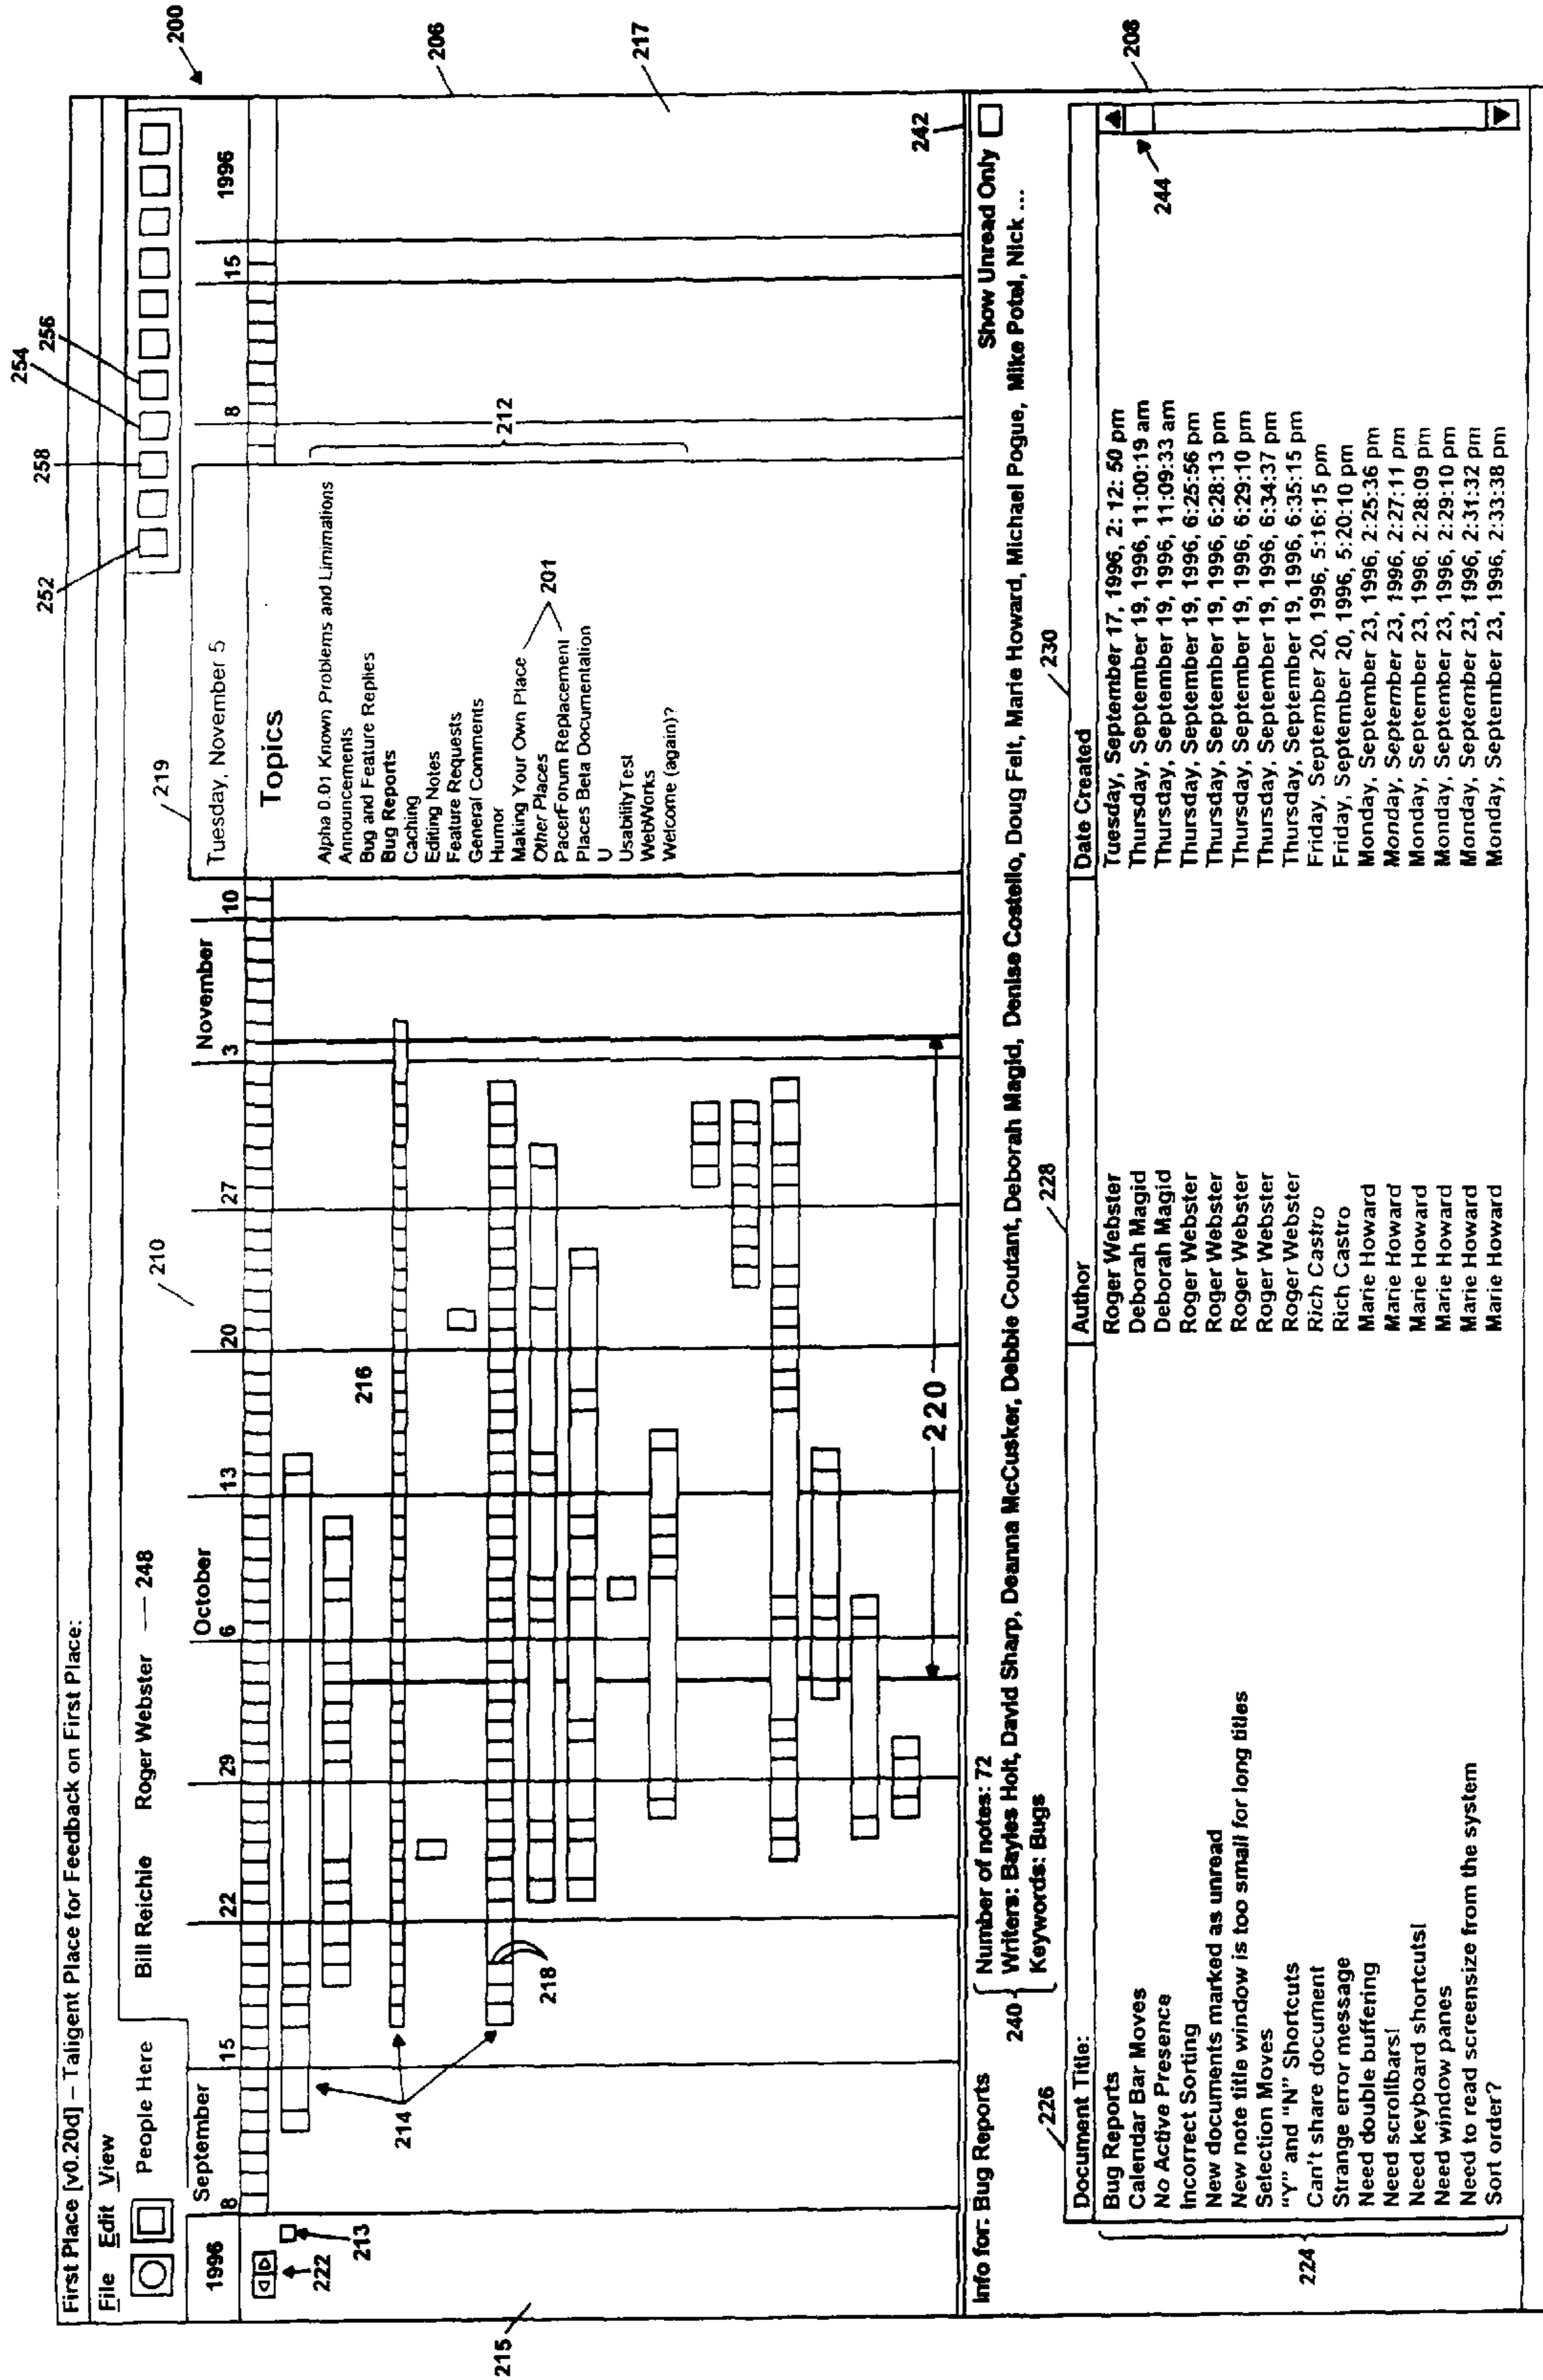 First Place [v0.20d] – Taligent Place for Feedback on First Place:
File Edit View
People Here Bill Reichie Roger Webster 248
252 258 254 256
200
1996 September October November 1996
8 15 22 29 6 13 20 27 3 10 8 15
210
219
Tuesday, November 5
206
222 213
Topics
Alpha 0.01 Known Problems and Limimations
Announcements
Bug and Feature Replies
Bug Reports
Caching
Editing Notes
Feature Requests
General Comments
Humor
Making Your Own Place
Other Places
PacerForum Replacement
Places Beta Documentation
U
UsabilityTest
WebWorks
Welcome (again)?
201
212
214
216
218
215
217
220
242
Info for: Bug Reports
Show Unread Only
240
Number of notes: 72
Writers: Bayles Holt, David Sharp, Deanna McCusker, Debbie Coutant, Deborah Magid, Denise Costello, Doug Felt, Marie Howard, Michael Pogue, Mike Potel, Nick ...
Keywords: Bugs
226 228 230 208
Document Title: Author Date Created
Bug Reports Roger Webster Tuesday, September 17, 1996, 2: 12: 50 pm
Calendar Bar Moves Deborah Magid Thursday, September 19, 1996, 11:00:19 am
No Active Presence Deborah Magid Thursday, September 19, 1996, 11:09:33 am
Incorrect Sorting Roger Webster Thursday, September 19, 1996, 6:25:56 pm
New documents marked as unread Roger Webster Thursday, September 19, 1996, 6:28:13 pm
New note title window is too small for long titles Roger Webster Thursday, September 19, 1996, 6:29:10 pm
Selection Moves Roger Webster Thursday, September 19, 1996, 6:34:37 pm
"Y" and "N" Shortcuts Roger Webster Thursday, September 19, 1996, 6:35:15 pm
Can't share document Rich Castro Friday, September 20, 1996, 5:16:15 pm
Strange error message Rich Castro Friday, September 20, 1996, 5:20:10 pm
Need double buffering Marie Howard Monday, September 23, 1996, 2:25:36 pm
Need scrollbars! Marie Howard Monday, September 23, 1996, 2:27:11 pm
Need keyboard shortcuts! Marie Howard Monday, September 23, 1996, 2:28:09 pm
Need window panes Marie Howard Monday, September 23, 1996, 2:29:10 pm
Need to read screensize from the system Marie Howard Monday, September 23, 1996, 2:31:32 pm
Sort order? Marie Howard Monday, September 23, 1996, 2:33:38 pm
224
244